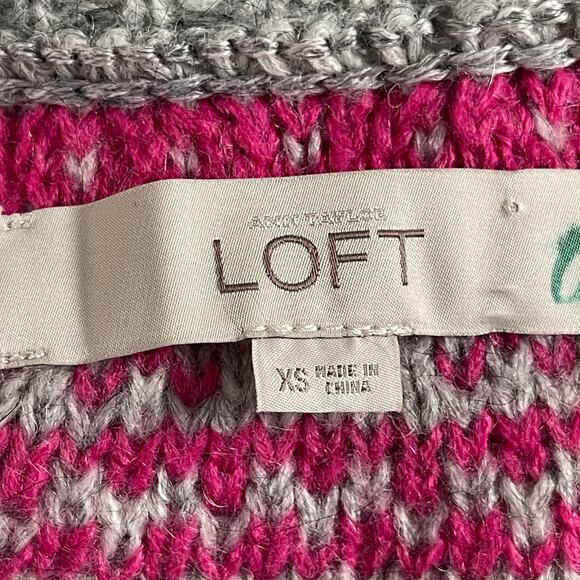 ANN TAYLOR
LOFT
XS MADE IN
CHINA